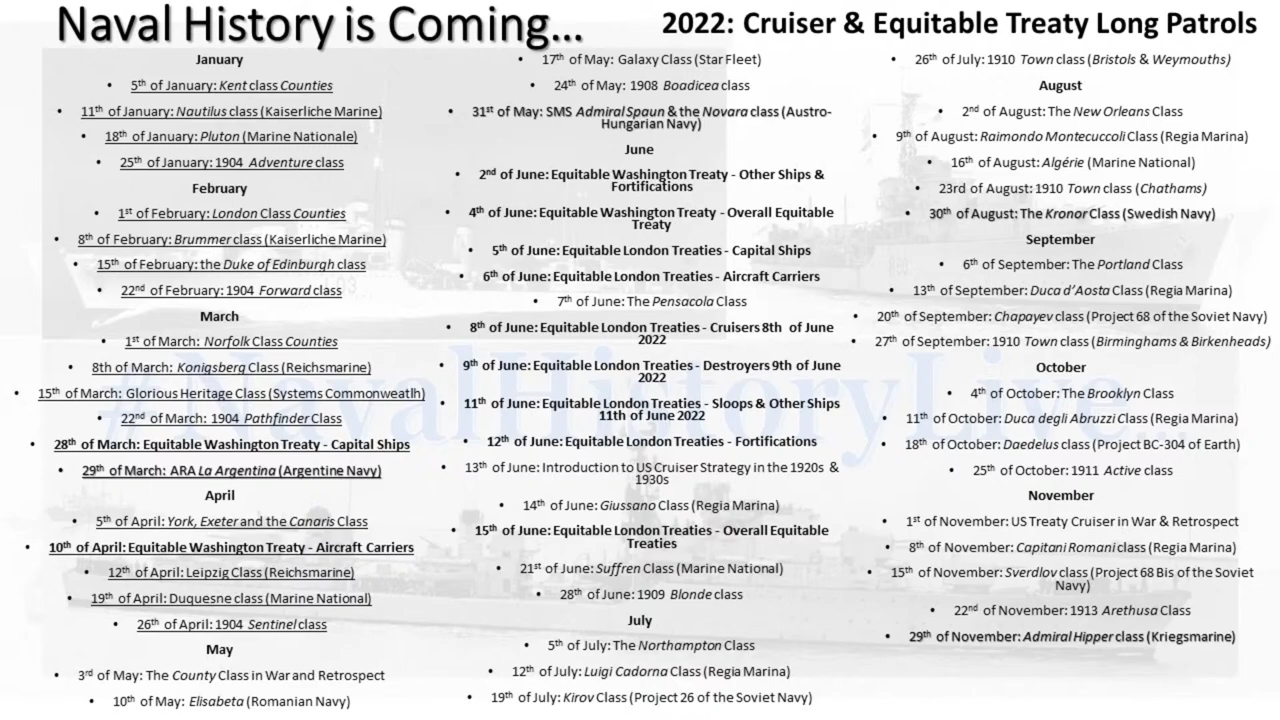 Naval History is Coming...
2022: Cruiser & Equitable Treaty Long Patrols
January
• 5th of January: Kent class Counties
• 11th of January: Nautilus class (Kaiserliche Marine)
• 18th of January: Pluton (Marine Nationale)
• 25th of January: 1904 Adventure class
February
• 1st of February: London Class Counties
• 8th of February: Brummer class (Kaiserliche Marine)
• 15th of February: the Duke of Edinburgh class
• 22nd of February: 1904 Forward class
March
• 1st of March: Norfolk Class Counties
• 8th of March: Konigsberg Class (Reichsmarine)
• 15th of March: Glorious Heritage Class (Systems Commonweatlh)
• 22nd of March: 1904 Pathfinder Class
• 28th of March: Equitable Washington Treaty - Capital Ships
• 29th of March: ARA La Argentina (Argentine Navy)
April
• 5th of April: York, Exeter and the Canaris Class
• 10th of April: Equitable Washington Treaty - Aircraft Carriers
• 12th of April: Leipzig Class (Reichsmarine)
• 19th of April: Duquesne class (Marine National)
• 26th of April: 1904 Sentinel class
May
• 3rd of May: The County Class in War and Retrospect
• 10th of May: Elisabeta (Romanian Navy)
• 17th of May: Galaxy Class (Star Fleet)
• 24th of May: 1908 Boadicea class
• 31st of May: SMS Admiral Spaun & the Novara class (Austro-
Hungarian Navy)
June
• 2nd of June: Equitable Washington Treaty - Other Ships &
Fortifications
• 4th of June: Equitable Washington Treaty - Overall Equitable
Treaty
• 5th of June: Equitable London Treaties - Capital Ships
• 6th of June: Equitable London Treaties - Aircraft Carriers
• 7th of June: The Pensacola Class
• 8th of June: Equitable London Treaties - Cruisers 8th of June
2022
• 9th of June: Equitable London Treaties - Destroyers 9th of June
2022
• 11th of June: Equitable London Treaties - Sloops & Other Ships
11th of June 2022
• 12th of June: Equitable London Treaties - Fortifications
• 13th of June: Introduction to US Cruiser Strategy in the 1920s &
1930s
• 14th of June: Giussano Class (Regia Marina)
• 15th of June: Equitable London Treaties - Overall Equitable
Treaties
• 21st of June: Suffren Class (Marine National)
• 28th of June: 1909 Blonde class
July
• 5th of July: The Northampton Class
• 12th of July: Luigi Cadorna Class (Regia Marina)
• 19th of July: Kirov Class (Project 26 of the Soviet Navy)
• 26th of July: 1910 Town class (Bristols & Weymouths)
August
• 2nd of August: The New Orleans Class
• 9th of August: Raimondo Montecuccoli Class (Regia Marina)
• 16th of August: Algérie (Marine National)
• 23rd of August: 1910 Town class (Chathams)
• 30th of August: The Kronor Class (Swedish Navy)
September
• 6th of September: The Portland Class
• 13th of September: Duca d'Aosta Class (Regia Marina)
• 20th of September: Chapayev class (Project 68 of the Soviet Navy)
• 27th of September: 1910 Town class (Birminghams & Birkenheads)
October
• 4th of October: The Brooklyn Class
• 11th of October: Duca degli Abruzzi Class (Regia Marina)
• 18th of October: Daedelus class (Project BC-304 of Earth)
• 25th of October: 1911 Active class
November
• 1st of November: US Treaty Cruiser in War & Retrospect
• 8th of November: Capitani Romani class (Regia Marina)
• 15th of November: Sverdlov class (Project 68 Bis of the Soviet
Navy)
• 22nd of November: 1913 Arethusa Class
• 29th of November: Admiral Hipper class (Kriegsmarine)
#NavalHistoryLive...